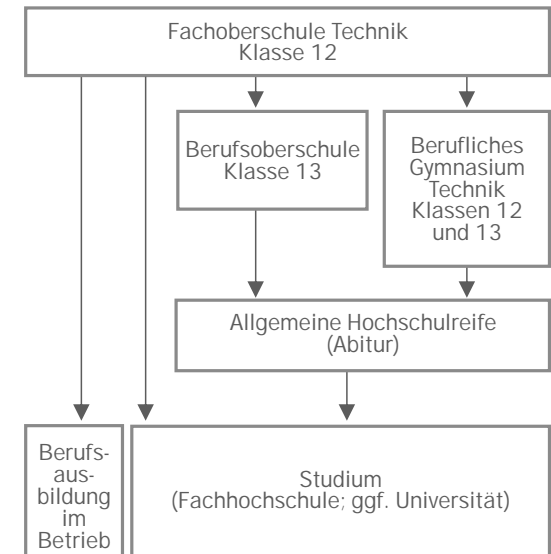 Fachoberschule Technik
Klasse 12
Berufsoberschule
Klasse 13
Berufliches
Gymnasium
Technik
Klassen 12
und 13
Allgemeine Hochschulreife
(Abitur)
Berufs-
aus-
bildung
im
Betrieb
Studium
(Fachhochschule; ggf. Universität)